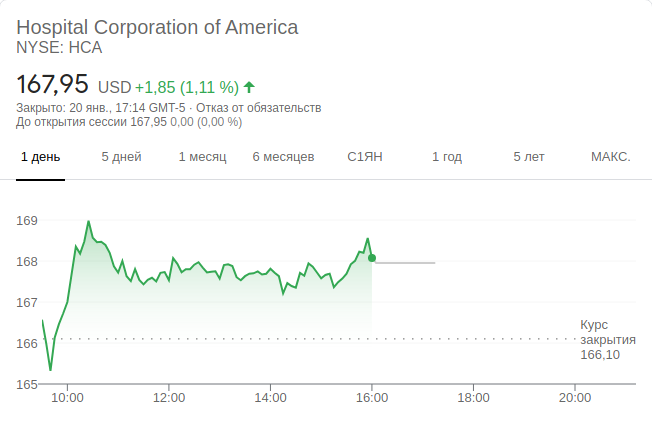 Hospital Corporation of America
NYSE: HCA
167,95 USD +1,85 (1,11 %)
Закрыто: 20 янв., 17:14 GMT-5 · Отказ от обязательств
До открытия сессии 167,95 0,00 (0,00 %)
1 день 5 дней 1 месяц 6 месяцев С1ЯН 1 год 5 лет МАКС.
169
168
167
166
165
Курс
закрытия
166,10
10:00 12:00 14:00 16:00 18:00 20:00